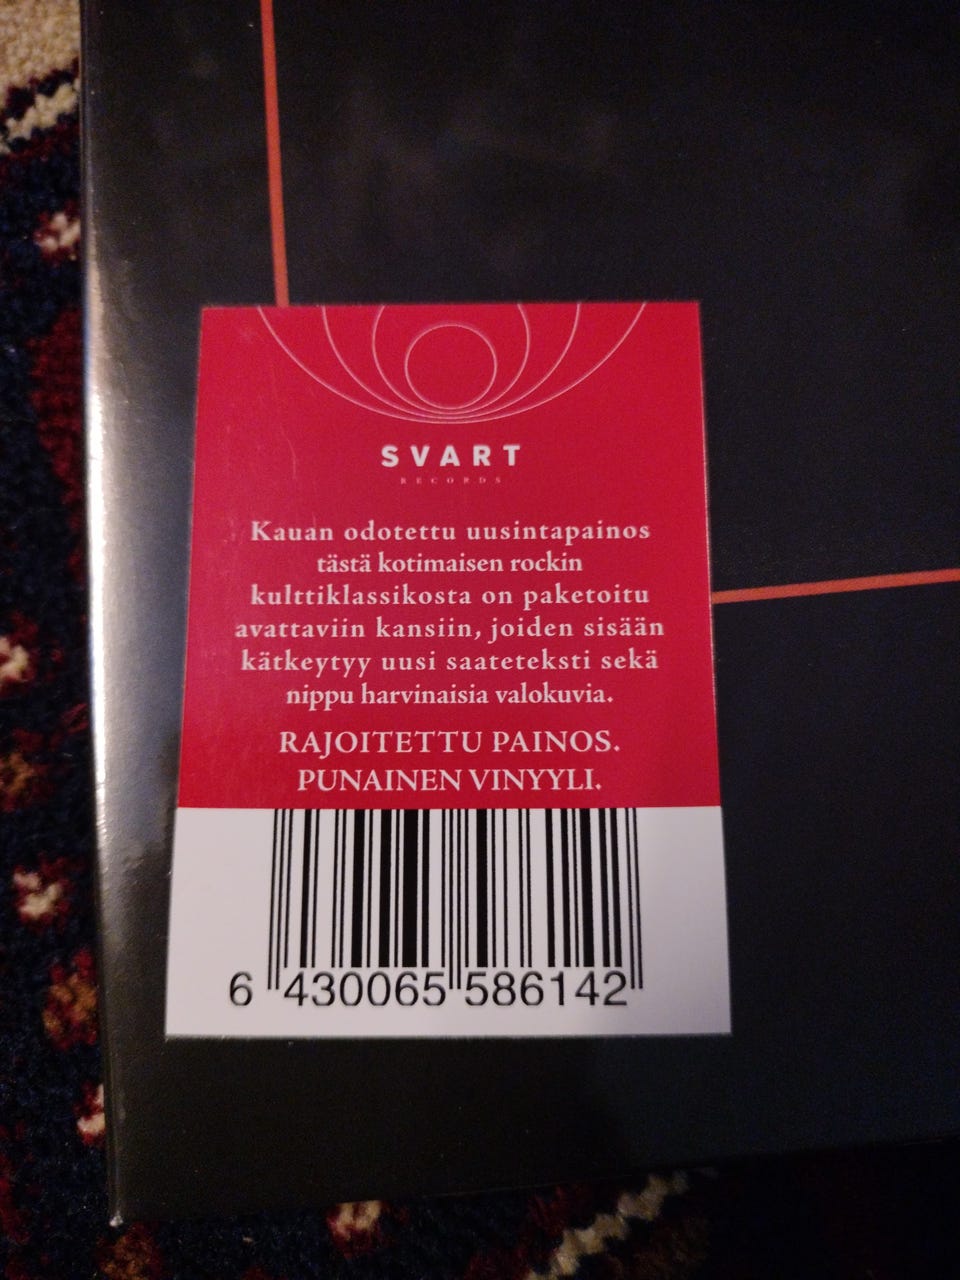 SVART
RECORDS
Kauan odotettu uusintapainos
tästä kotimaisen rockin
kulttiklassikosta on paketoitu
avattaviin kansiin, joiden sisään
kätkeytyy uusi saateteksti sekä
nippu harvinaisia valokuvia.
RAJOITETTU PAINOS.
PUNAINEN VINYYLI.
6 430065 586142